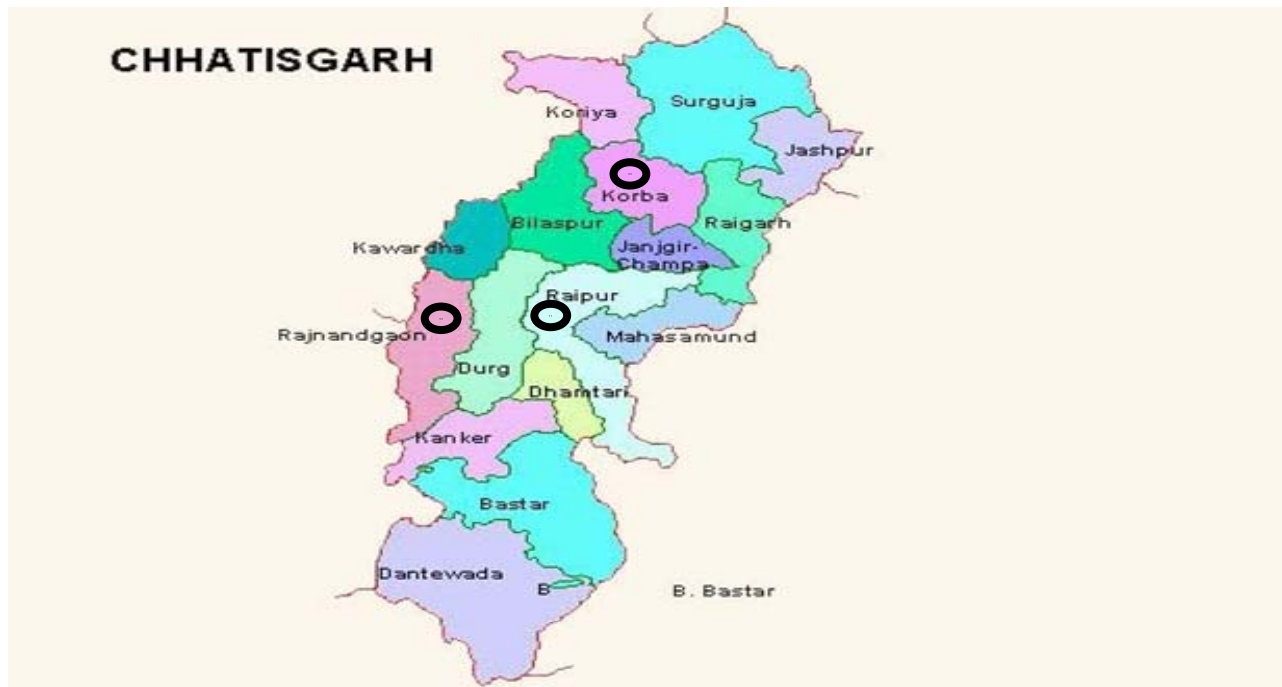 CHHATISGARH
Koriya
Surguja
Jashpur
Korba
Bilaspur
Raigarh
Kawardha
Janjgir-
Champa
Raipur
Rajnandgaon
Mahasamund
Durg
Dhamtari
Kanker
Bastar
Dantewada
B
B. Bastar